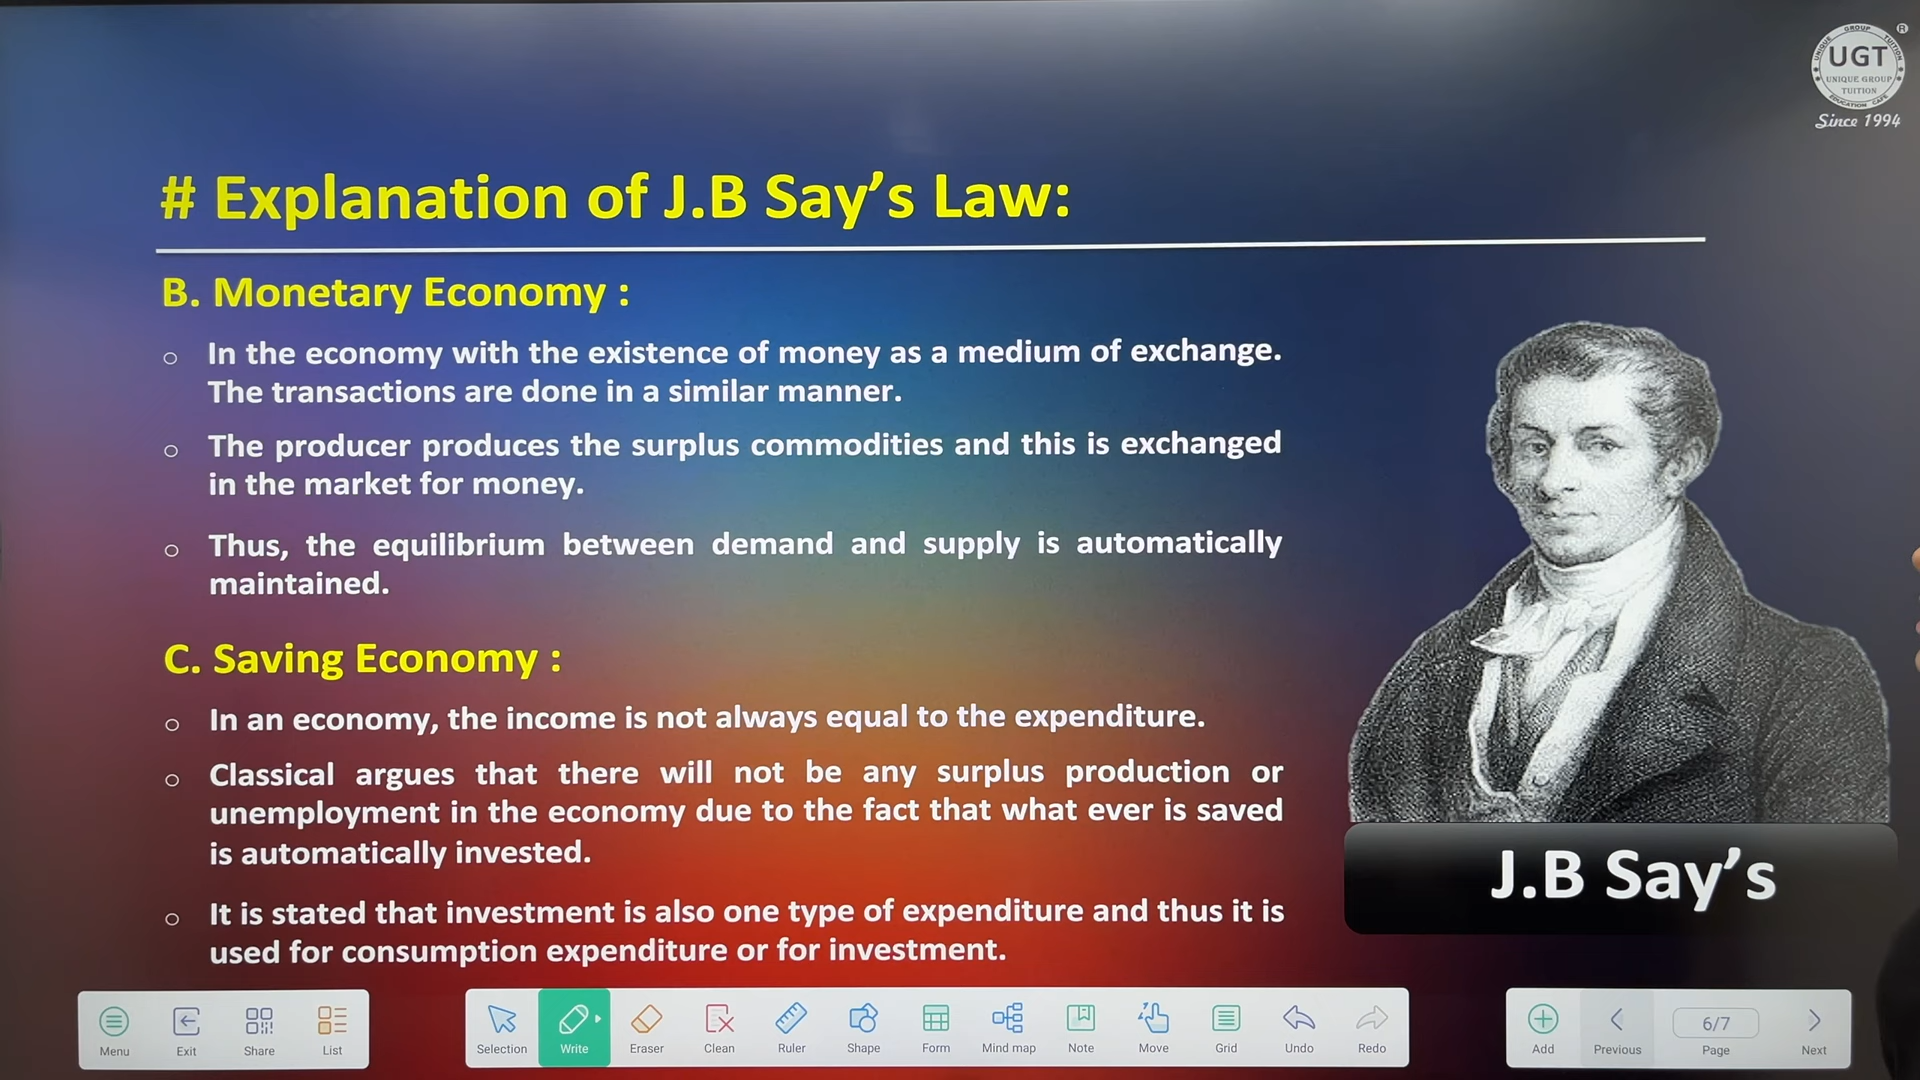 UGT
UNIQUE GROUP
TUITION
GROUP
UNIQUE
TUITION
EDUCATION CAFE
®
Since 1994
# Explanation of J.B Say’s Law:
B. Monetary Economy :
○ In the economy with the existence of money as a medium of exchange.
The transactions are done in a similar manner.
○ The producer produces the surplus commodities and this is exchanged
in the market for money.
○ Thus, the equilibrium between demand and supply is automatically
maintained.
C. Saving Economy :
○ In an economy, the income is not always equal to the expenditure.
○ Classical argues that there will not be any surplus production or
unemployment in the economy due to the fact that what ever is saved
is automatically invested.
○ It is stated that investment is also one type of expenditure and thus it is
used for consumption expenditure or for investment.
J.B Say’s
Menu Exit Share List Selection Write Eraser Clean Ruler Shape Form Mind map Note Move Grid Undo Redo Add Previous 6/7 Page Next